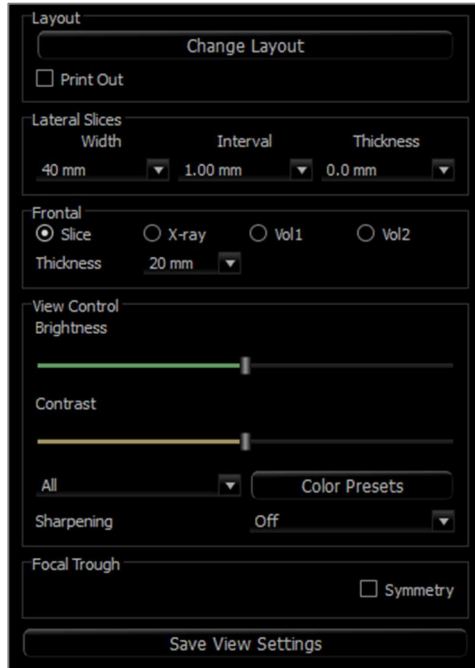 Layout
Change Layout
Print Out
Lateral Slices
Width Interval Thickness
40 mm 1.00 mm 0.0 mm
Frontal
Slice X-ray Vol1 Vol2
Thickness 20 mm
View Control
Brightness
Contrast
All Color Presets
Sharpening Off
Focal Trough
Symmetry
Save View Settings